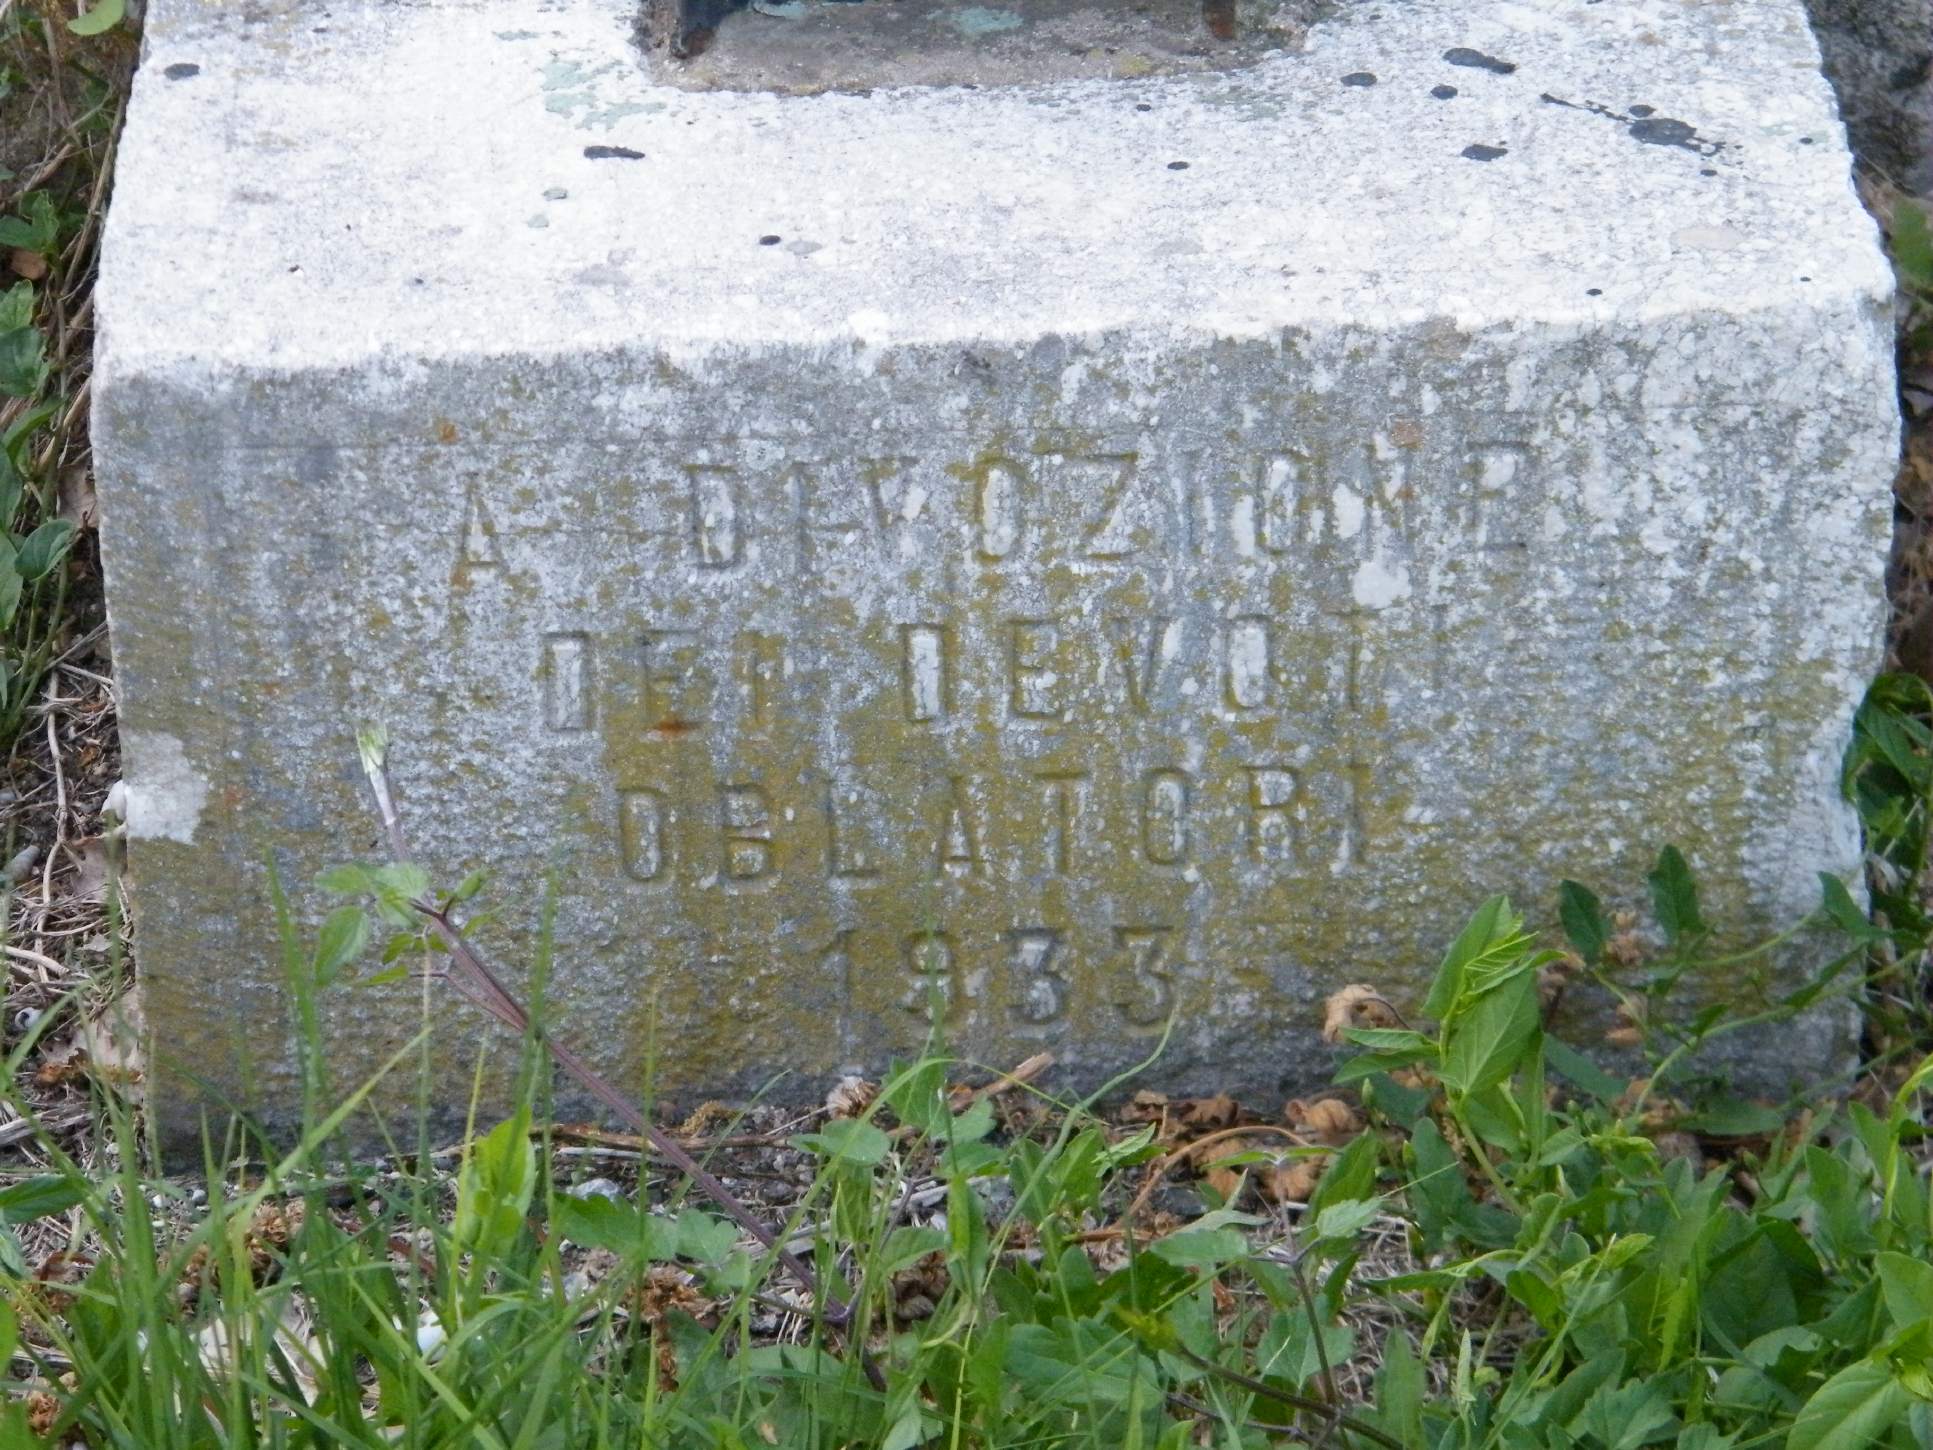 A DIVOZIONE
DEI DEVOTI
OBLATORI
1933